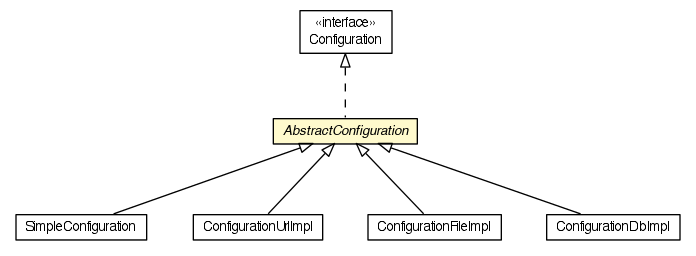 «interface»
Configuration
AbstractConfiguration
SimpleConfiguration
ConfigurationUrlImpl
ConfigurationFileImpl
ConfigurationDbImpl